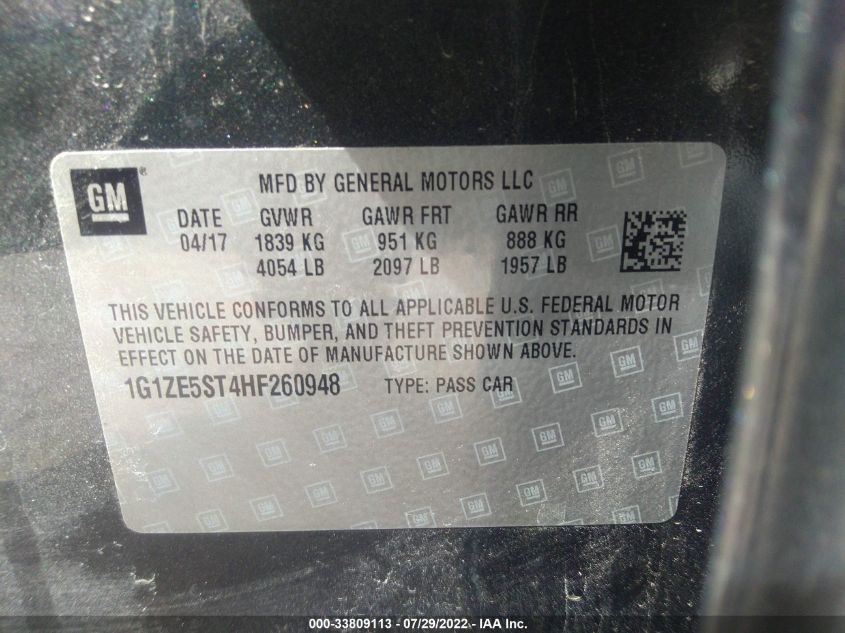 GM ®
MFD BY GENERAL MOTORS LLC
DATE GVWR GAWR FRT GAWR RR
04/17 1839 KG 951 KG 888 KG
4054 LB 2097 LB 1957 LB
THIS VEHICLE CONFORMS TO ALL APPLICABLE U.S. FEDERAL MOTOR
VEHICLE SAFETY, BUMPER, AND THEFT PREVENTION STANDARDS IN
EFFECT ON THE DATE OF MANUFACTURE SHOWN ABOVE.
1G1ZE5ST4HF260948 TYPE: PASS CAR
000-33809113 - 07/29/2022 - IAA Inc.